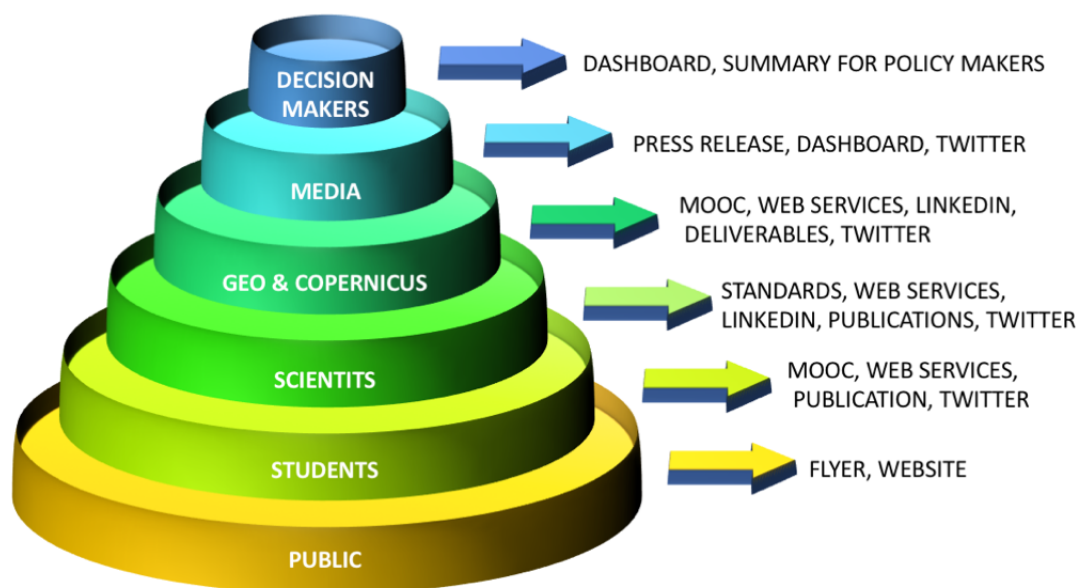 DECISION
MAKERS
DASHBOARD, SUMMARY FOR POLICY MAKERS
MEDIA
PRESS RELEASE, DASHBOARD, TWITTER
GEO & COPERNICUS
MOOC, WEB SERVICES, LINKEDIN,
DELIVERABLES, TWITTER
SCIENTITS
STANDARDS, WEB SERVICES,
LINKEDIN, PUBLICATIONS, TWITTER
STUDENTS
MOOC, WEB SERVICES,
PUBLICATION, TWITTER
PUBLIC
FLYER, WEBSITE